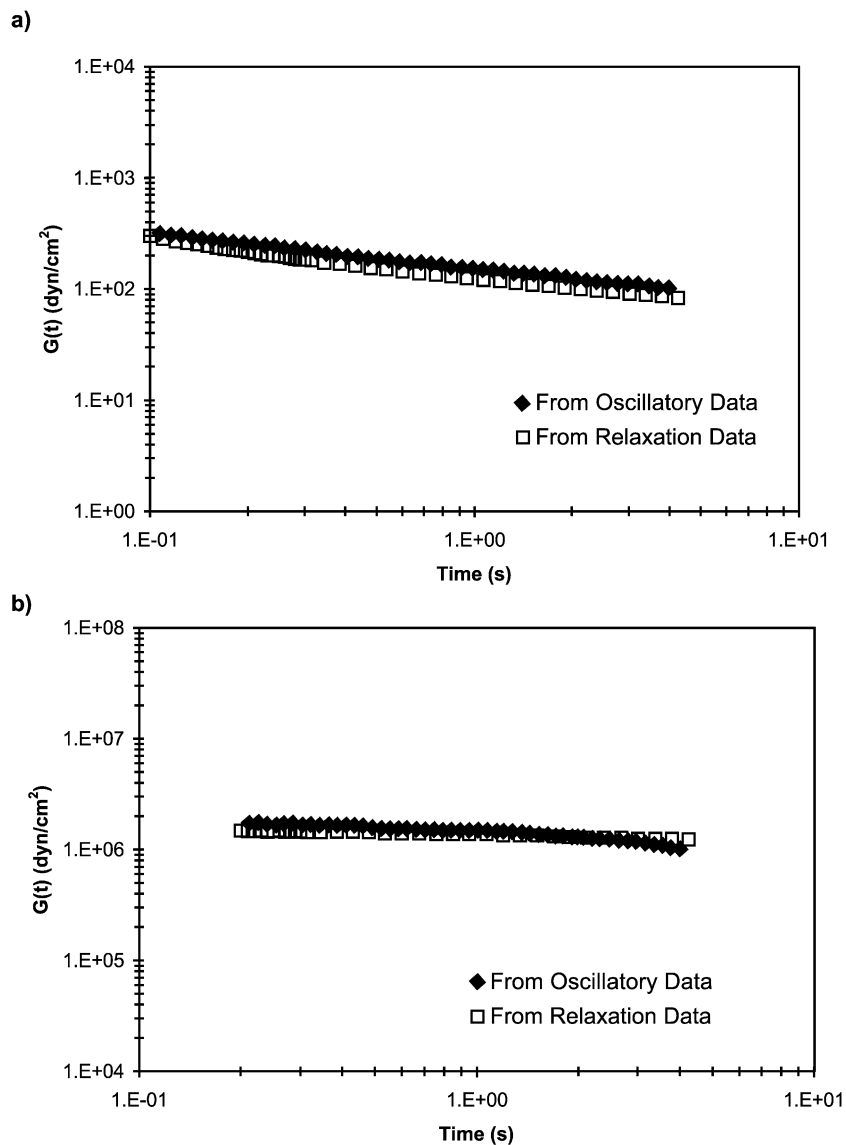 a)
1.E+04
1.E+03
1.E+02
1.E+01
1.E+00
G(t) (dyn/cm²)
From Oscillatory Data
From Relaxation Data
1.E-01 1.E+00 1.E+01
Time (s)
b)
1.E+08
1.E+07
1.E+06
1.E+05
1.E+04
G(t) (dyn/cm²)
From Oscillatory Data
From Relaxation Data
1.E-01 1.E+00 1.E+01
Time (s)